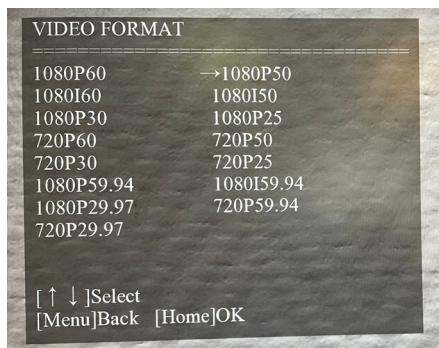 VIDEO FORMAT
==========================================
1080P60 →1080P50
1080I60 1080I50
1080P30 1080P25
720P60 720P50
720P30 720P25
1080P59.94 1080I59.94
1080P29.97 720P59.94
720P29.97
[↑ ↓]Select
[Menu]Back [Home]OK